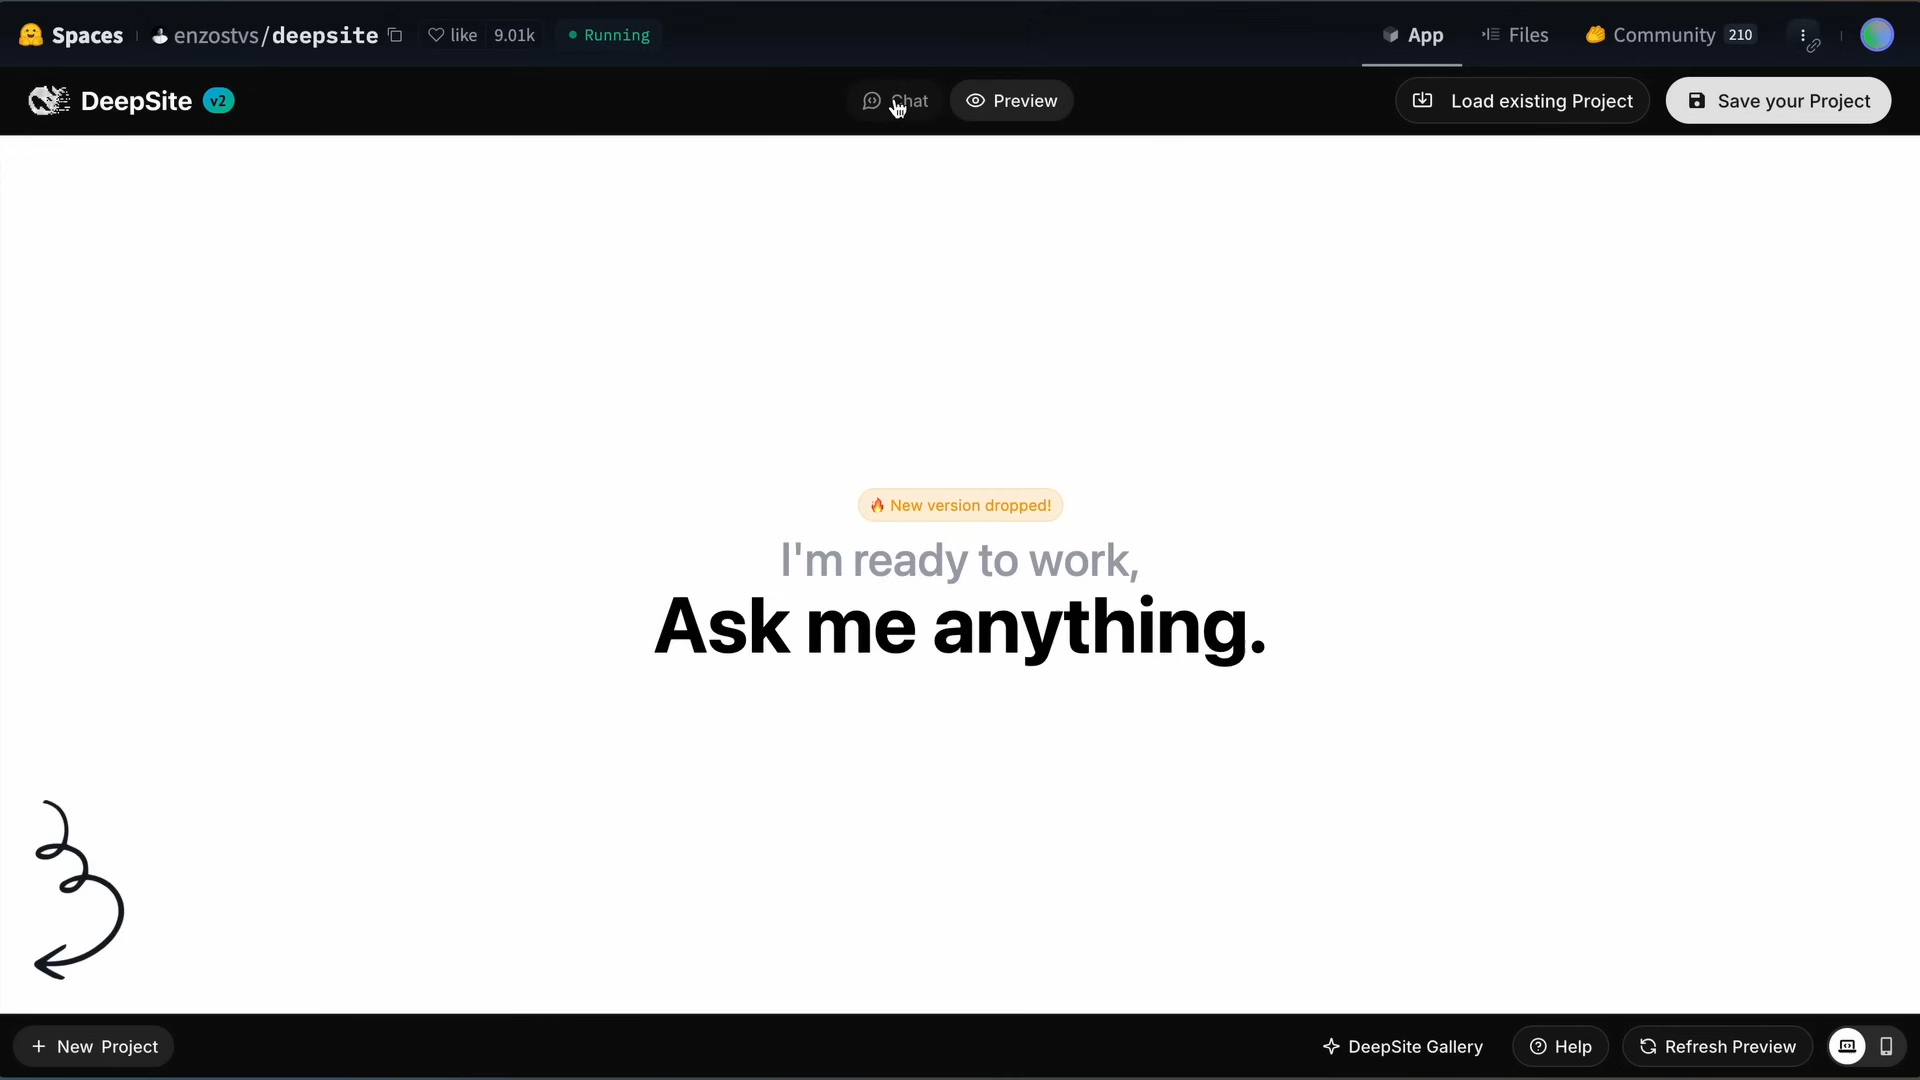 Spaces enzostvs/deepsite like 9.01k Running App Files Community 210
DeepSite v2 Chat Preview Load existing Project Save your Project
🔥 New version dropped!
I'm ready to work,
Ask me anything.
+ New Project DeepSite Gallery Help Refresh Preview